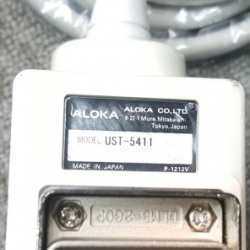 ALOKA
ALOKA CO., LTD.
6-22-1 Mure, Mitaka-shi
Tokyo, Japan
MODEL UST-5411
MADE IN JAPAN
P-1212V